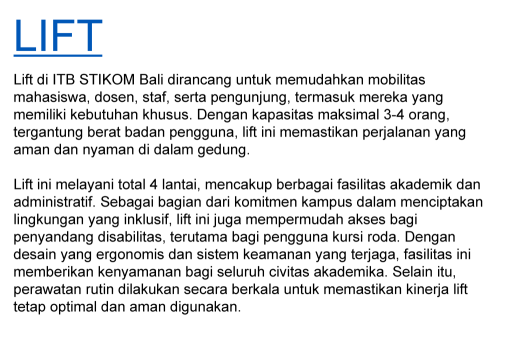 LIFT
Lift di ITB STIKOM Bali dirancang untuk memudahkan mobilitas
mahasiswa, dosen, staf, serta pengunjung, termasuk mereka yang
memiliki kebutuhan khusus. Dengan kapasitas maksimal 3-4 orang,
tergantung berat badan pengguna, lift ini memastikan perjalanan yang
aman dan nyaman di dalam gedung.
Lift ini melayani total 4 lantai, mencakup berbagai fasilitas akademik dan
administratif. Sebagai bagian dari komitmen kampus dalam menciptakan
lingkungan yang inklusif, lift ini juga mempermudah akses bagi
penyandang disabilitas, terutama bagi pengguna kursi roda. Dengan
desain yang ergonomis dan sistem keamanan yang terjaga, fasilitas ini
memberikan kenyamanan bagi seluruh civitas akademika. Selain itu,
perawatan rutin dilakukan secara berkala untuk memastikan kinerja lift
tetap optimal dan aman digunakan.